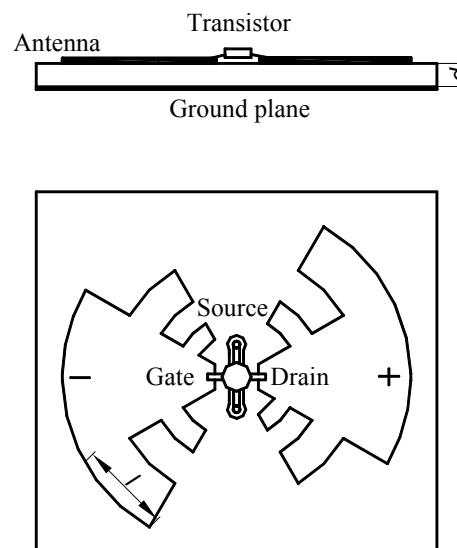 Transistor
Antenna
d
Ground plane
Source
Gate
Drain
−
+
l